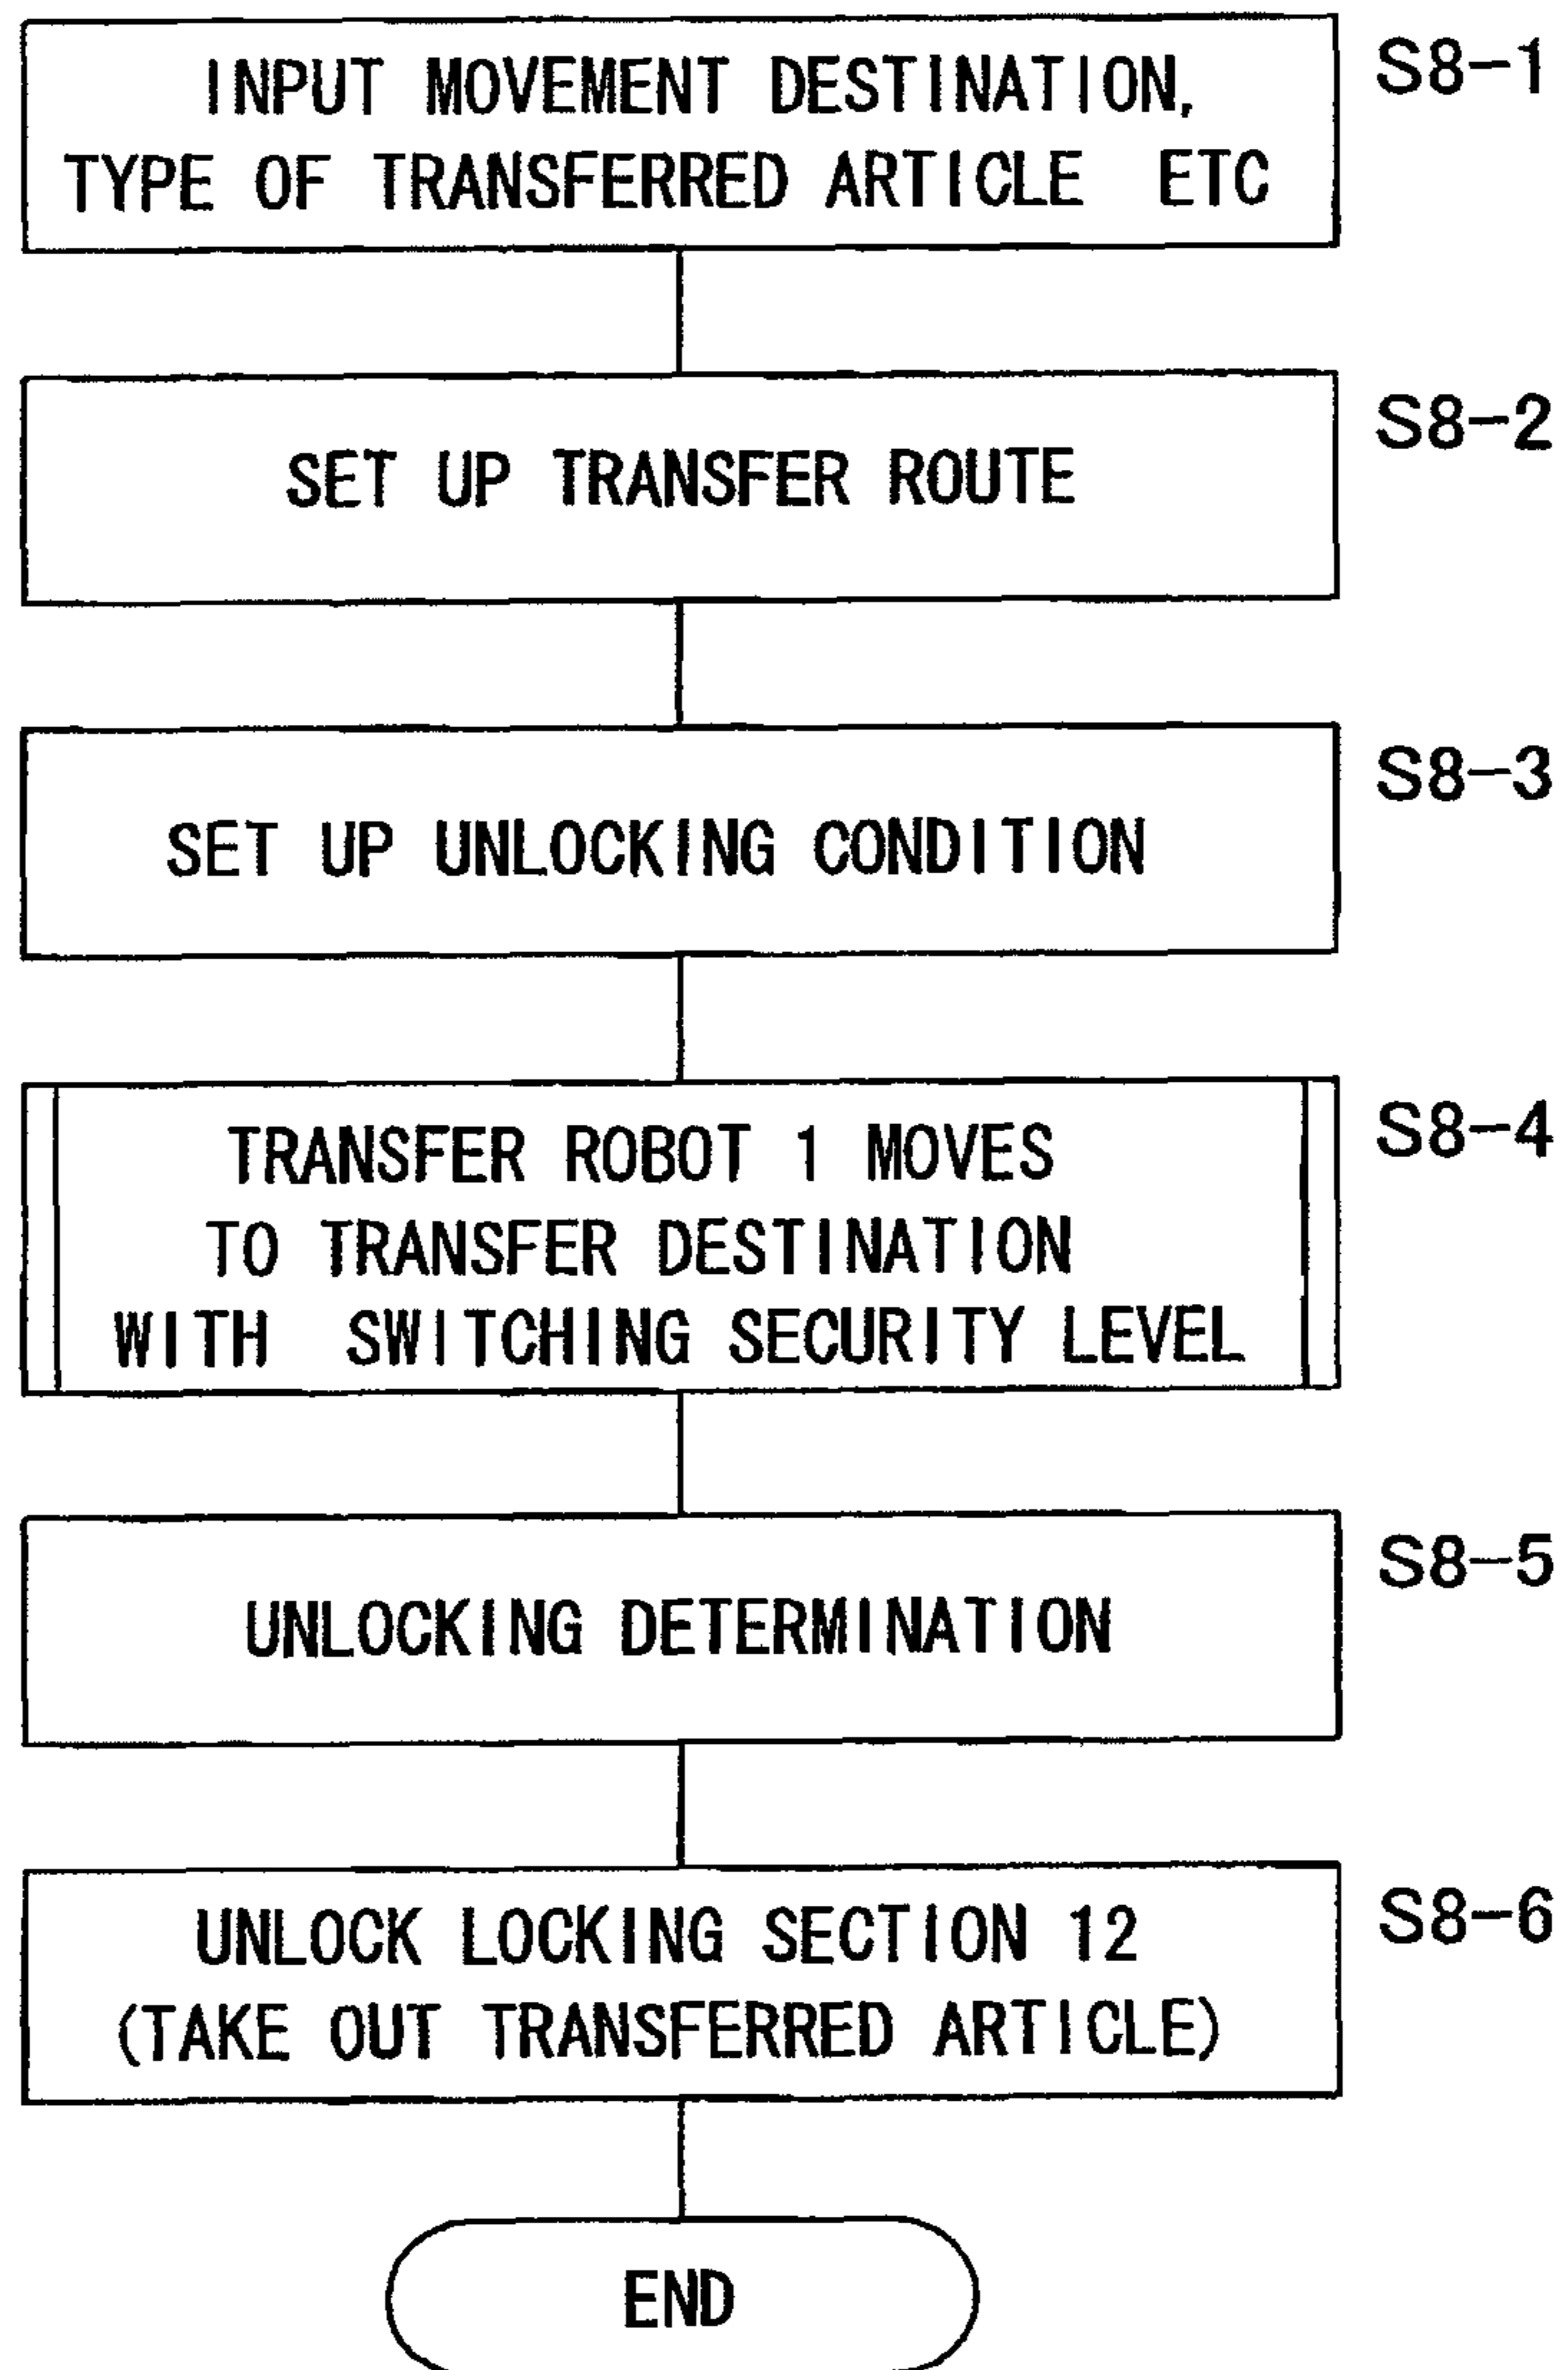 INPUT MOVEMENT DESTINATION,
TYPE OF TRANSFERRED ARTICLE ETC
S8-1
SET UP TRANSFER ROUTE
S8-2
SET UP UNLOCKING CONDITION
S8-3
TRANSFER ROBOT 1 MOVES
TO TRANSFER DESTINATION
WITH SWITCHING SECURITY LEVEL
S8-4
UNLOCKING DETERMINATION
S8-5
UNLOCK LOCKING SECTION 12
(TAKE OUT TRANSFERRED ARTICLE)
S8-6
END